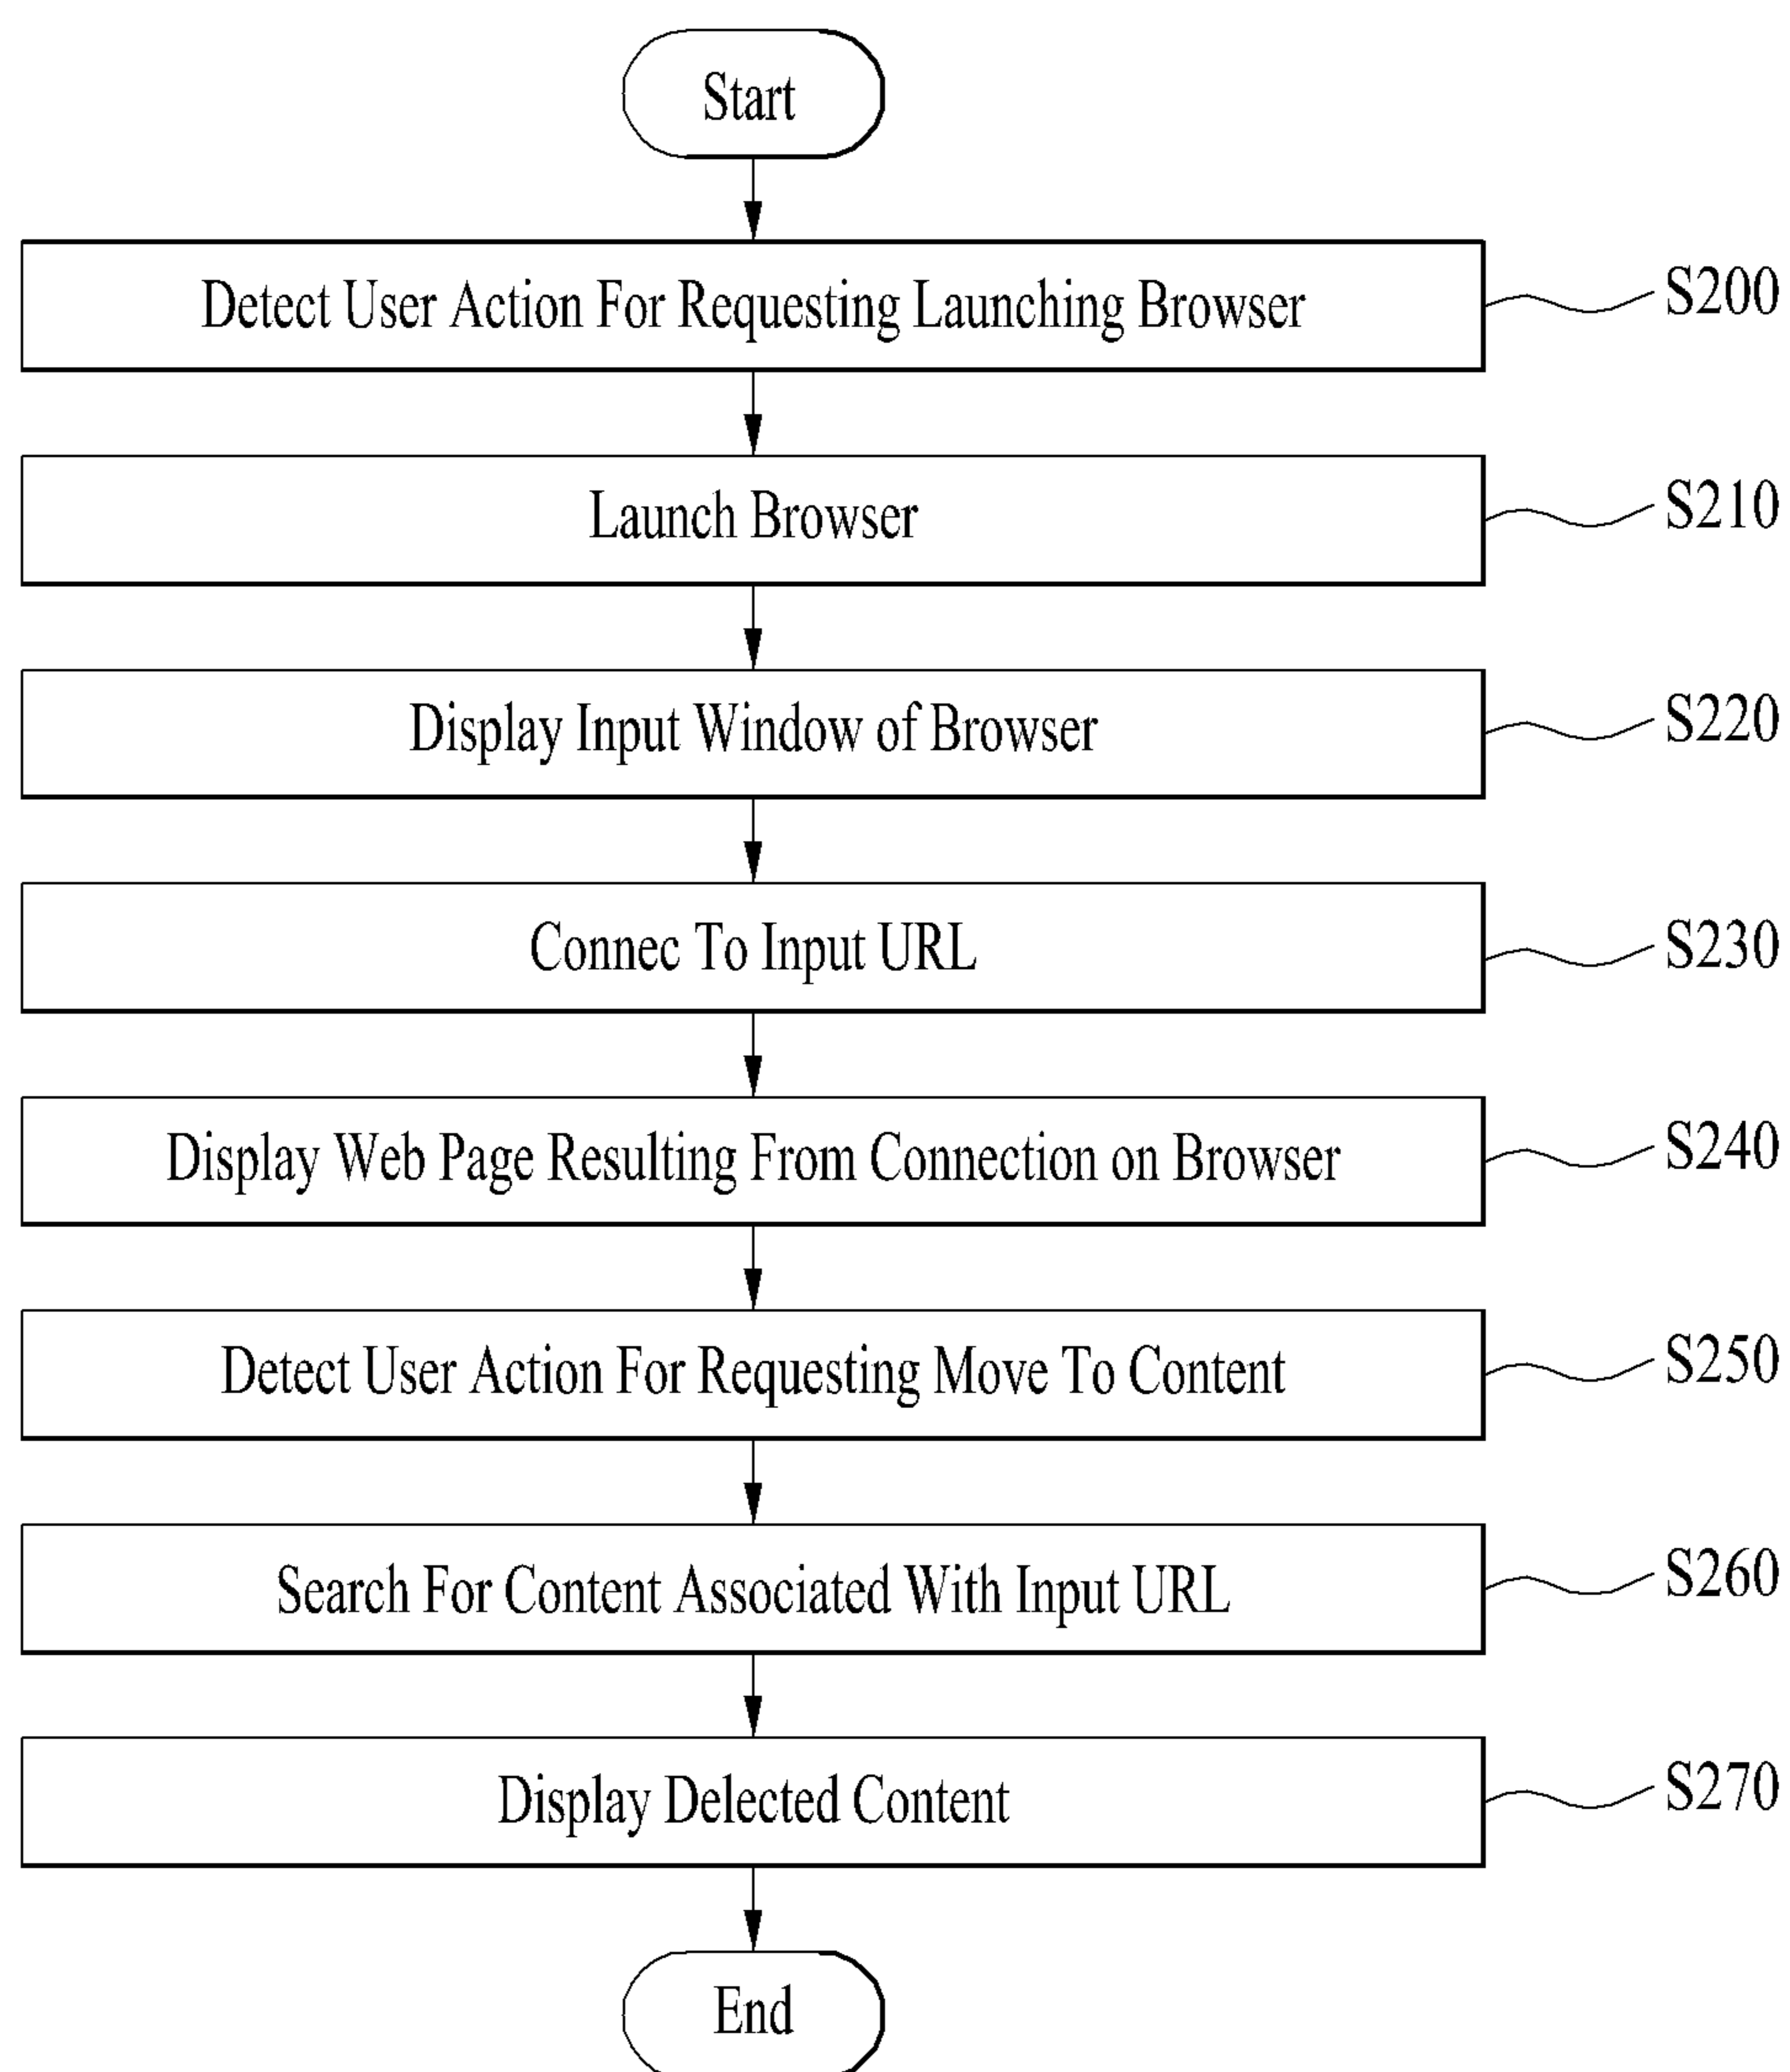 Start
Detect User Action For Requesting Launching Browser
S200
Launch Browser
S210
Display Input Window of Browser
S220
Connec To Input URL
S230
Display Web Page Resulting From Connection on Browser
S240
Detect User Action For Requesting Move To Content
S250
Search For Content Associated With Input URL
S260
Display Delected Content
S270
End